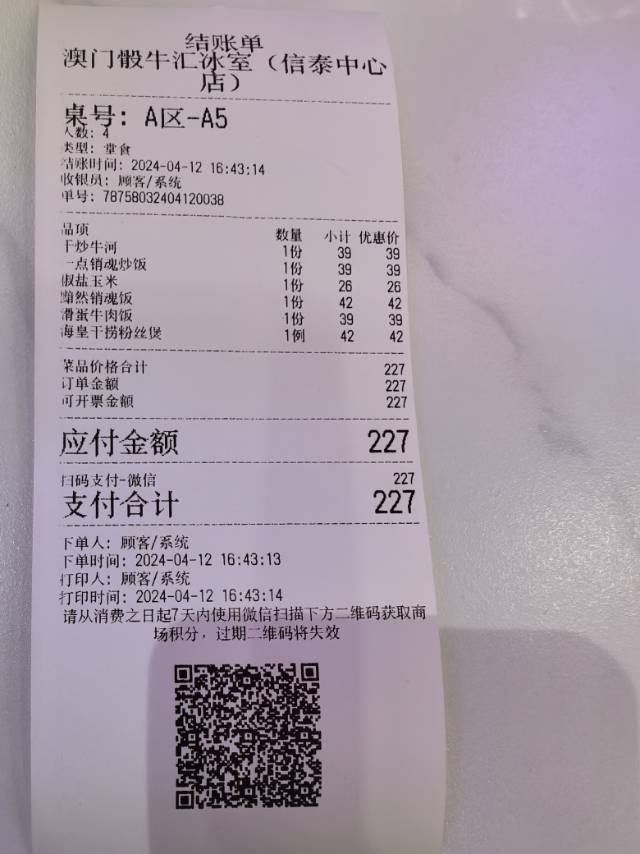 结账单
澳门骰牛汇冰室（信泰中心
店）
桌号：A区-A5
人数：4
类型：堂食
结账时间：2024-04-12 16:43:14
收银员：顾客/系统
单号：78758032404120038
品项 数量 小计 优惠价
干炒牛河 1份 39 39
一点销魂炒饭 1份 39 39
椒盐玉米 1份 26 26
黯然销魂饭 1份 42 42
滑蛋牛肉饭 1份 39 39
海皇干捞粉丝煲 1例 42 42
菜品价格合计 227
订单金额 227
可开票金额 227
应付金额 227
扫码支付-微信 227
支付合计 227
下单人：顾客/系统
下单时间：2024-04-12 16:43:13
打印人：顾客/系统
打印时间：2024-04-12 16:43:14
请从消费之日起7天内使用微信扫描下方二维码获取商
场积分，过期二维码将失效